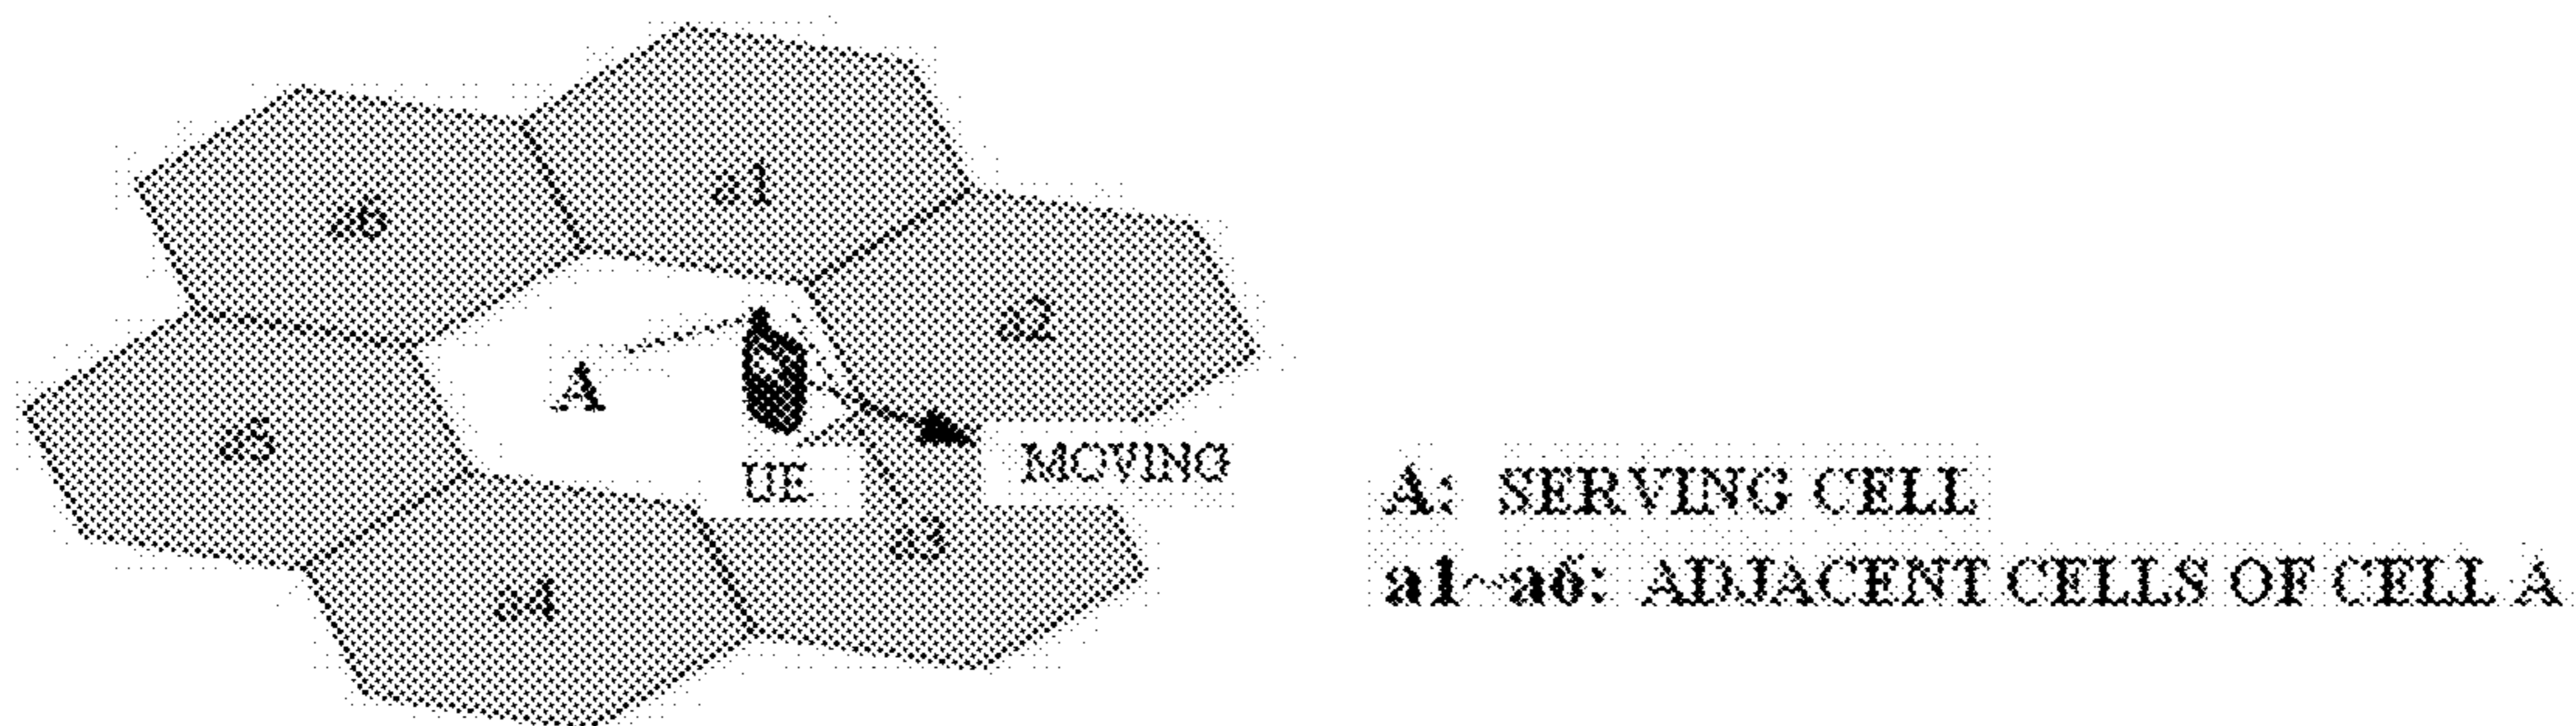 a1
a6
a2
A
a5
MOVING
UE
A: SERVING CELL
a3
a1~a6: ADJACENT CELLS OF CELL A
a4